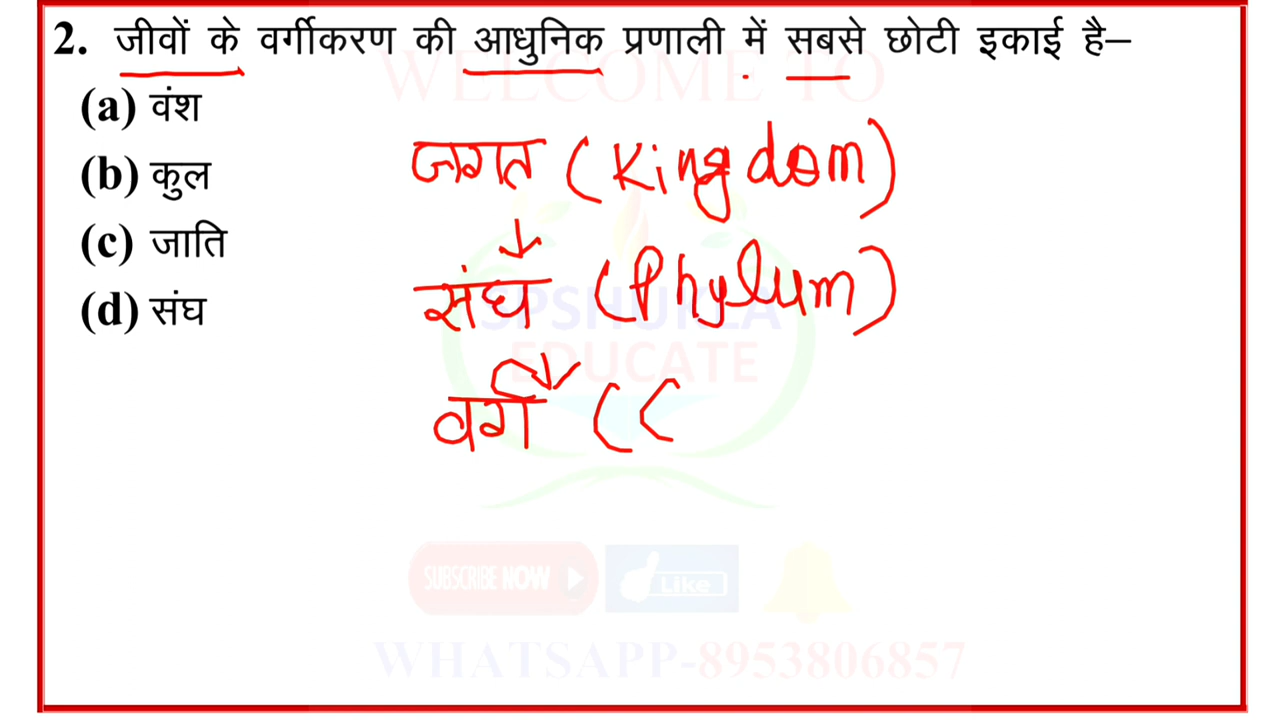 WELCOME TO
2. जीवों के वर्गीकरण की आधुनिक प्रणाली में सबसे छोटी इकाई है–
(a) वंश
(b) कुल
(c) जाति
(d) संघ
जगत (Kingdom)
संघ (Phylum)
वर्ग (C
SPSHUKLA
EDUCATE
SUBSCRIBE NOW
Like
WHATSAPP-8953806857